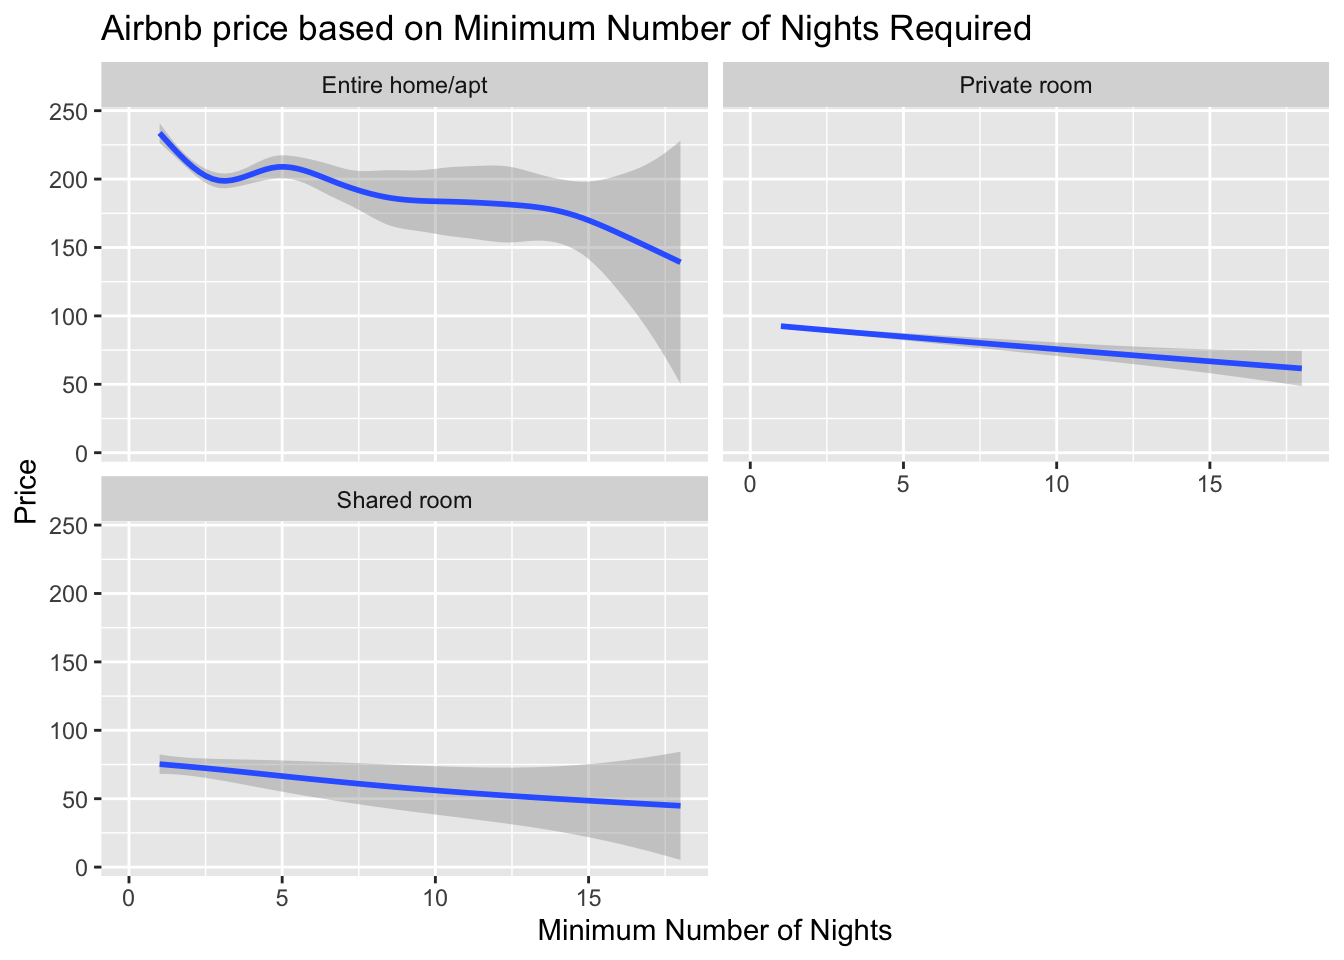 Airbnb price based on Minimum Number of Nights Required
Entire home/apt
Private room
250
200
150
100
50
0
0 5 10 15
Price
Shared room
250
200
150
100
50
0
0 5 10 15
Minimum Number of Nights